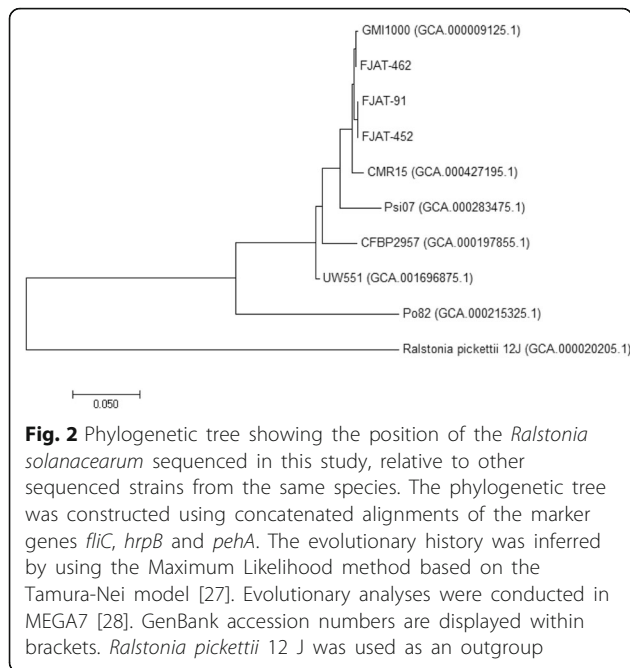 GMI1000 (GCA.000009125.1)
FJAT-462
FJAT-91
FJAT-452
CMR15 (GCA.000427195.1)
Psi07 (GCA.000283475.1)
CFBP2957 (GCA.000197855.1)
UW551 (GCA.001696875.1)
Po82 (GCA.000215325.1)
Ralstonia pickettii 12J (GCA.000020205.1)
0.050
Fig. 2 Phylogenetic tree showing the position of the Ralstonia
solanacearum sequenced in this study, relative to other
sequenced strains from the same species. The phylogenetic tree
was constructed using concatenated alignments of the marker
genes fliC, hrpB and pehA. The evolutionary history was inferred
by using the Maximum Likelihood method based on the
Tamura-Nei model [27]. Evolutionary analyses were conducted in
MEGA7 [28]. GenBank accession numbers are displayed within
brackets. Ralstonia pickettii 12 J was used as an outgroup